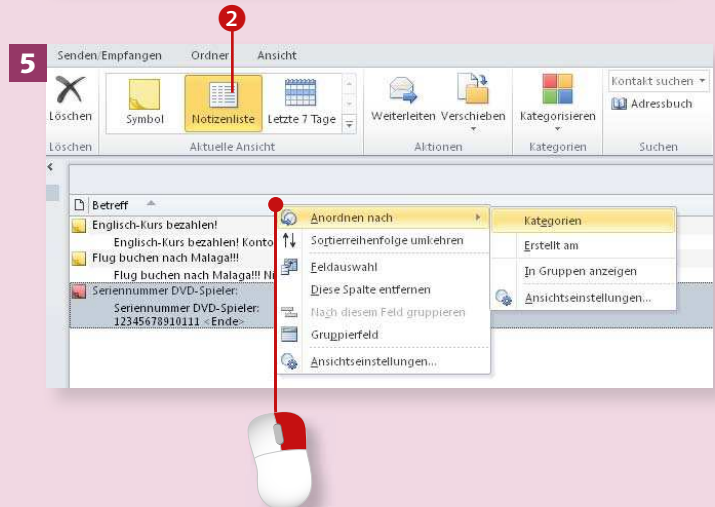 2
5
Senden/Empfangen Ordner Ansicht
Löschen
Symbol
Notizenliste
Letzte 7 Tage
Weiterleiten
Verschieben
Kategorisieren
Kontakt suchen
Adressbuch
Löschen
Aktuelle Ansicht
Aktionen
Kategorien
Suchen
Betreff
Englisch-Kurs bezahlen!
Englisch-Kurs bezahlen! Konto
Flug buchen nach Malaga!!!
Flug buchen nach Malaga!!! Ni
Seriennummer DVD-Spieler:
Seriennummer DVD-Spieler:
12345678910111 <Ende>
Anordnen nach
Sortierreihenfolge umkehren
Feldauswahl
Diese Spalte entfernen
Nach diesem Feld gruppieren
Gruppierfeld
Ansichtseinstellungen...
Kategorien
Erstellt am
In Gruppen anzeigen
Ansichtseinstellungen...